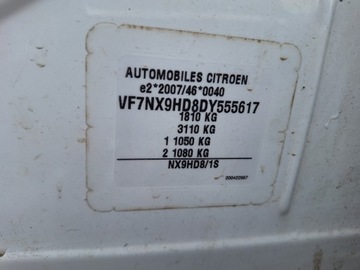 AUTOMOBILES CITROEN
e2*2007/46*0040
VF7NX9HD8DY555617
1810 KG
3110 KG
1 1050 KG
2 1080 KG
NX9HD8/1S